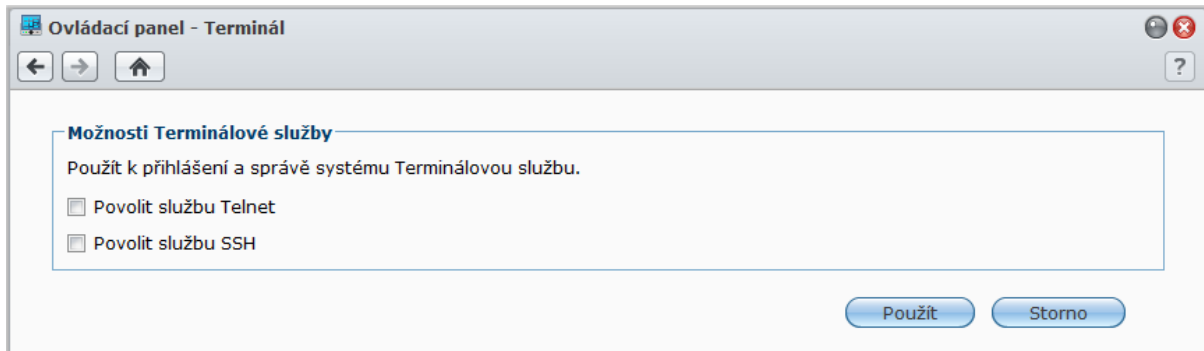 Ovládací panel - Terminál
?
Možnosti Terminálové služby
Použít k přihlášení a správě systému Terminálovou službu.
Povolit službu Telnet
Povolit službu SSH
Použít
Storno